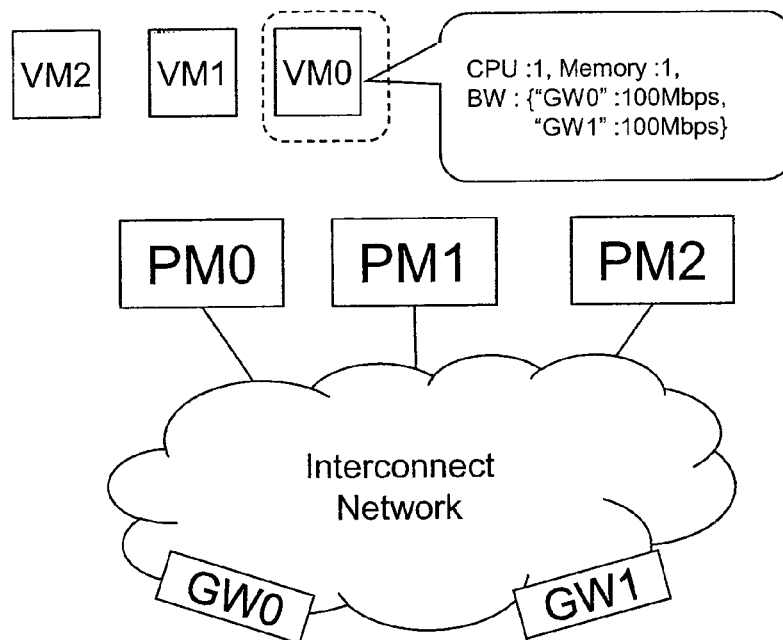 VM2 VM1 VM0
CPU :1, Memory :1,
BW : {“GW0” :100Mbps,
“GW1” :100Mbps}
PM0 PM1 PM2
Interconnect
Network
GW0 GW1